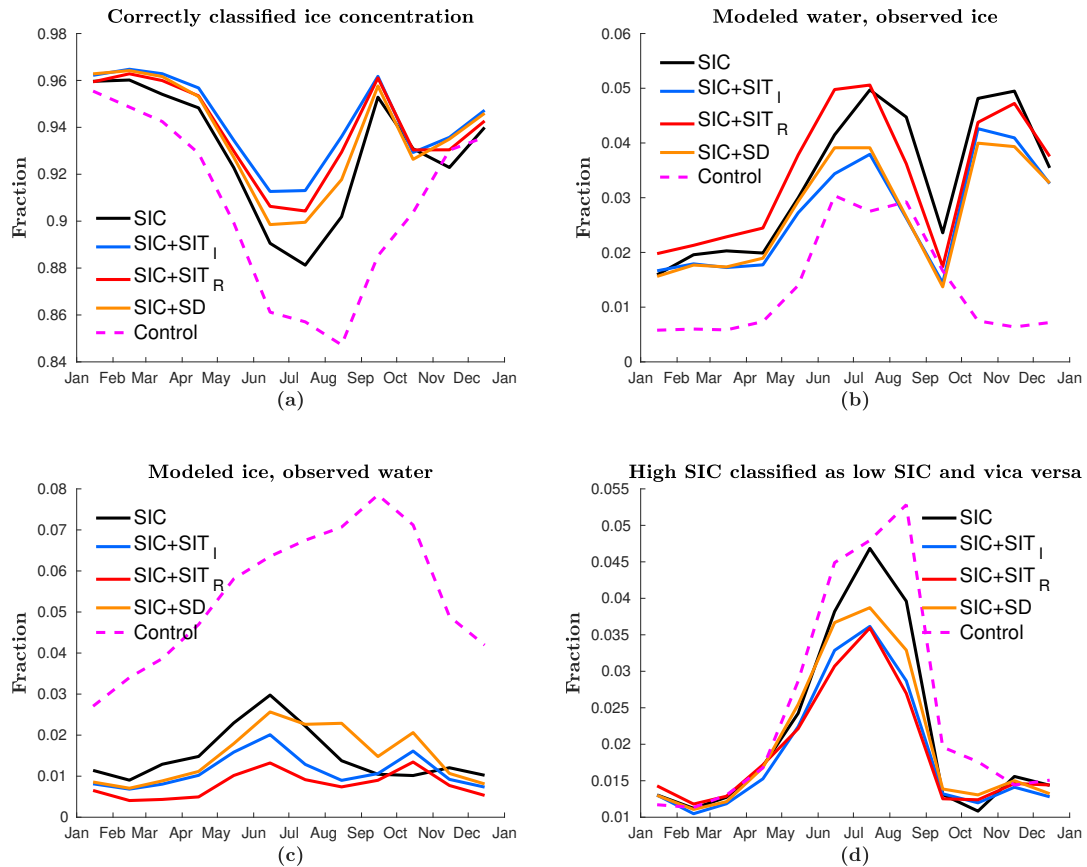 Correctly classified ice concentration
0.98
0.96
0.94
0.92
0.9
0.88
0.86
0.84
Fraction
SIC
SIC+SIT_I
SIC+SIT_R
SIC+SD
Control
Jan Feb Mar Apr May Jun Jul Aug Sep Oct Nov Dec Jan
(a)
Modeled water, observed ice
0.06
0.05
0.04
0.03
0.02
0.01
0
Fraction
SIC
SIC+SIT_I
SIC+SIT_R
SIC+SD
Control
Jan Feb Mar Apr May Jun Jul Aug Sep Oct Nov Dec Jan
(b)
Modeled ice, observed water
0.08
0.07
0.06
0.05
0.04
0.03
0.02
0.01
0
Fraction
SIC
SIC+SIT_I
SIC+SIT_R
SIC+SD
Control
Jan Feb Mar Apr May Jun Jul Aug Sep Oct Nov Dec Jan
(c)
High SIC classified as low SIC and vica versa
0.055
0.05
0.045
0.04
0.035
0.03
0.025
0.02
0.015
0.01
Fraction
SIC
SIC+SIT_I
SIC+SIT_R
SIC+SD
Control
Jan Feb Mar Apr May Jun Jul Aug Sep Oct Nov Dec Jan
(d)